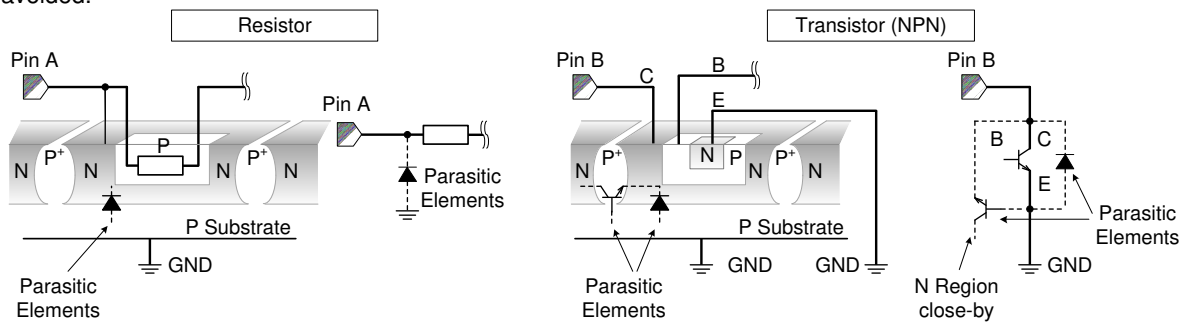 avoided.
Resistor
Transistor (NPN)
Pin A
Pin A
Pin B
C
B
E
Pin B
N
P+
N
P
P+
N
N
P+
N
N
P
N
P+
N
B
C
E
Parasitic
Elements
P Substrate
GND
Parasitic
Elements
P Substrate
GND
GND
Parasitic
Elements
Parasitic
Elements
GND
N Region
close-by